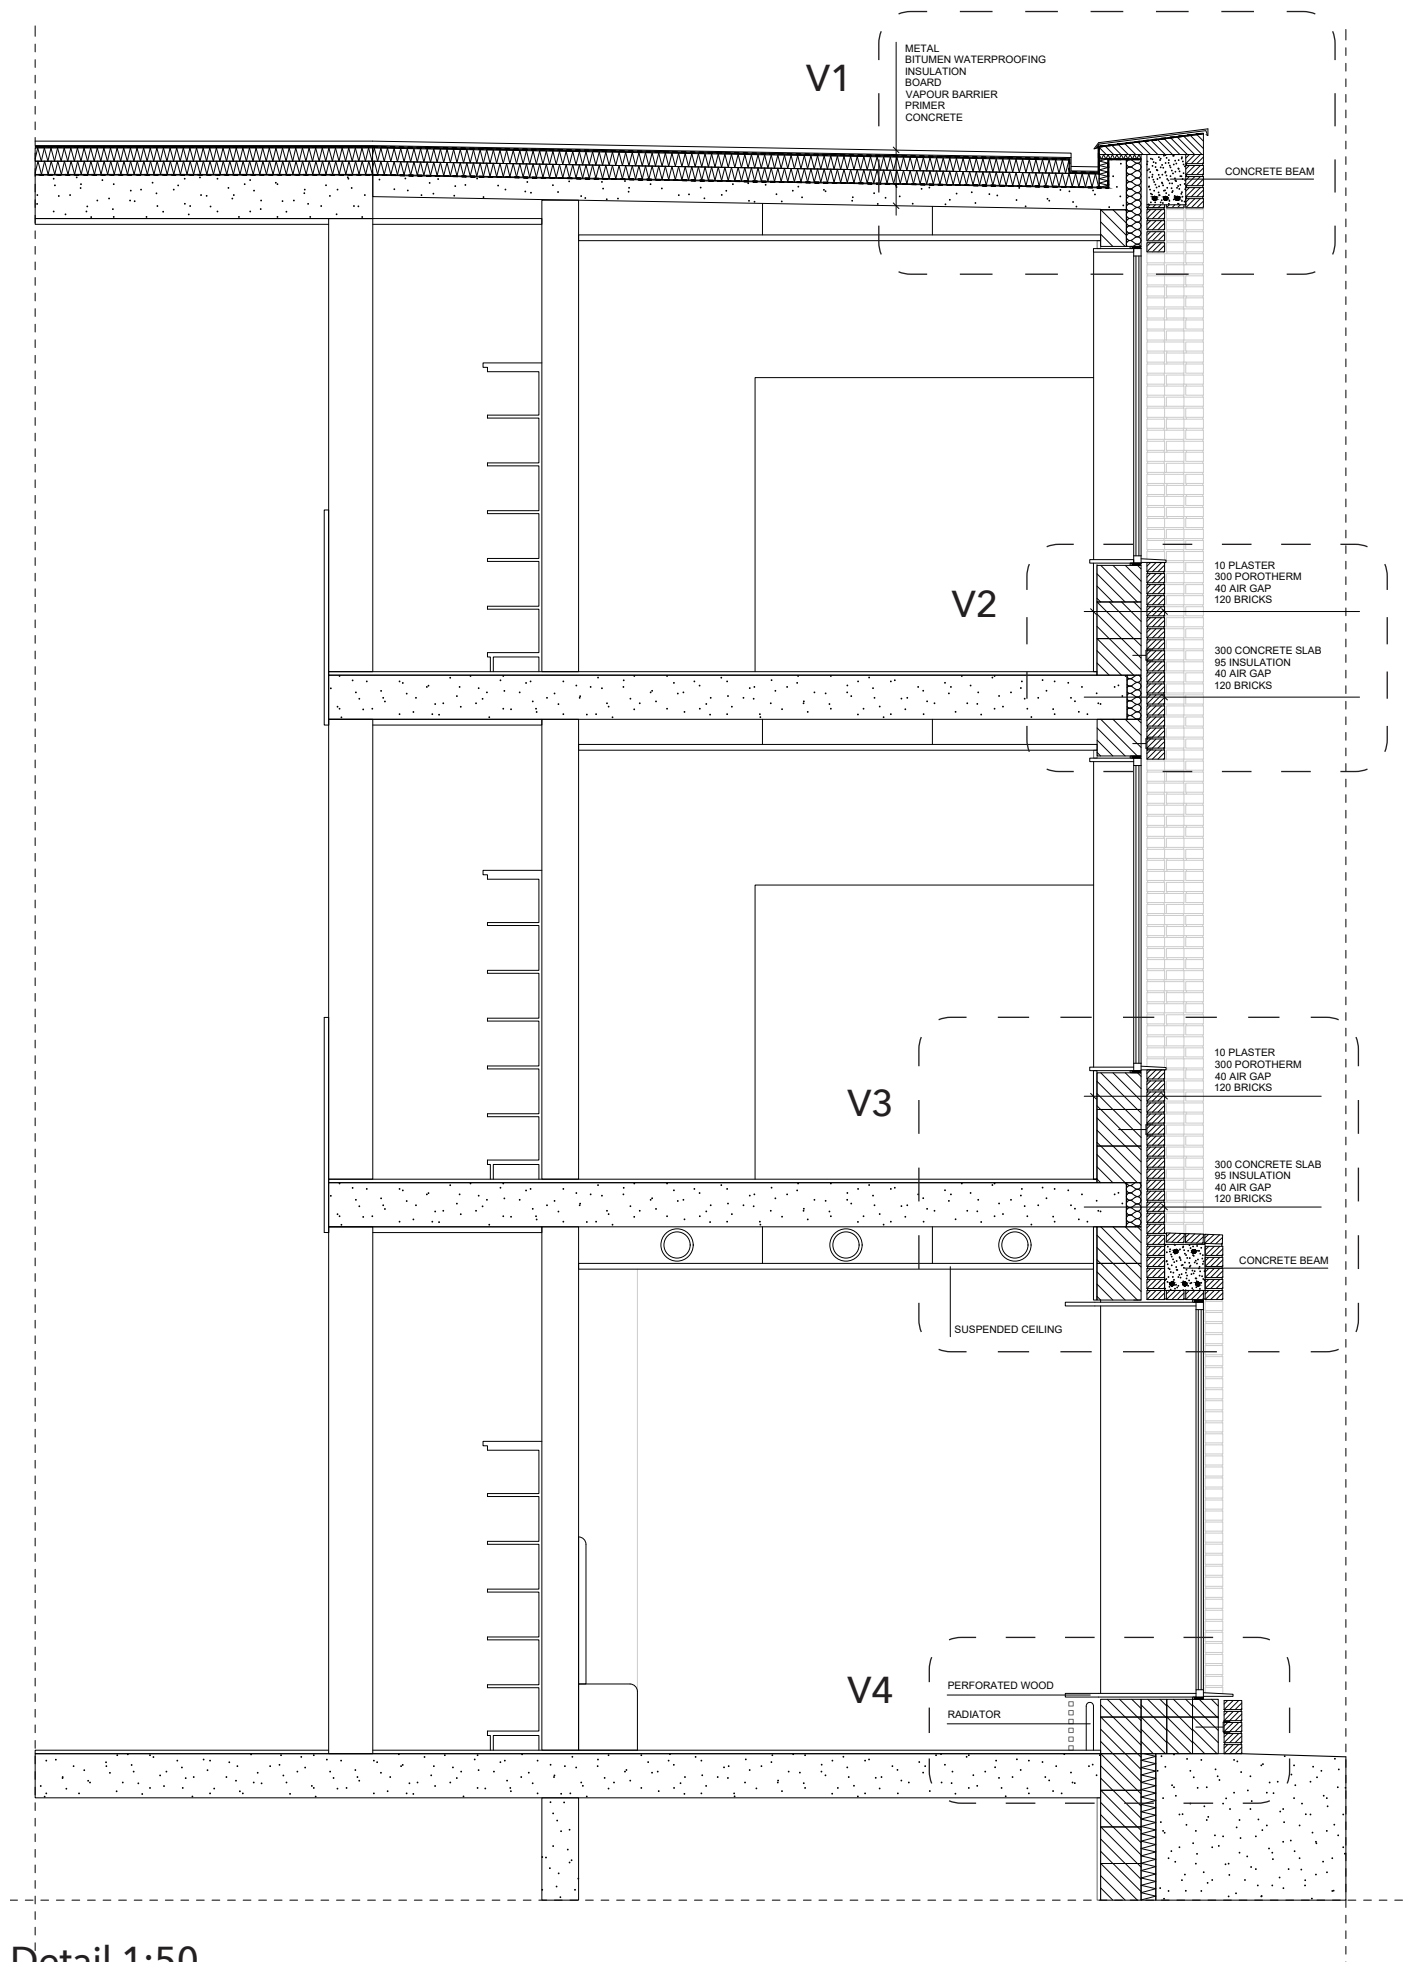 V1
METAL
BITUMEN WATERPROOFING
INSULATION
BOARD
VAPOUR BARRIER
PRIMER
CONCRETE
CONCRETE BEAM
V2
10 PLASTER
300 POROTHERM
40 AIR GAP
120 BRICKS
300 CONCRETE SLAB
95 INSULATION
40 AIR GAP
120 BRICKS
V3
10 PLASTER
300 POROTHERM
40 AIR GAP
120 BRICKS
300 CONCRETE SLAB
95 INSULATION
40 AIR GAP
120 BRICKS
CONCRETE BEAM
SUSPENDED CEILING
V4
PERFORATED WOOD
RADIATOR
Detail 1:50